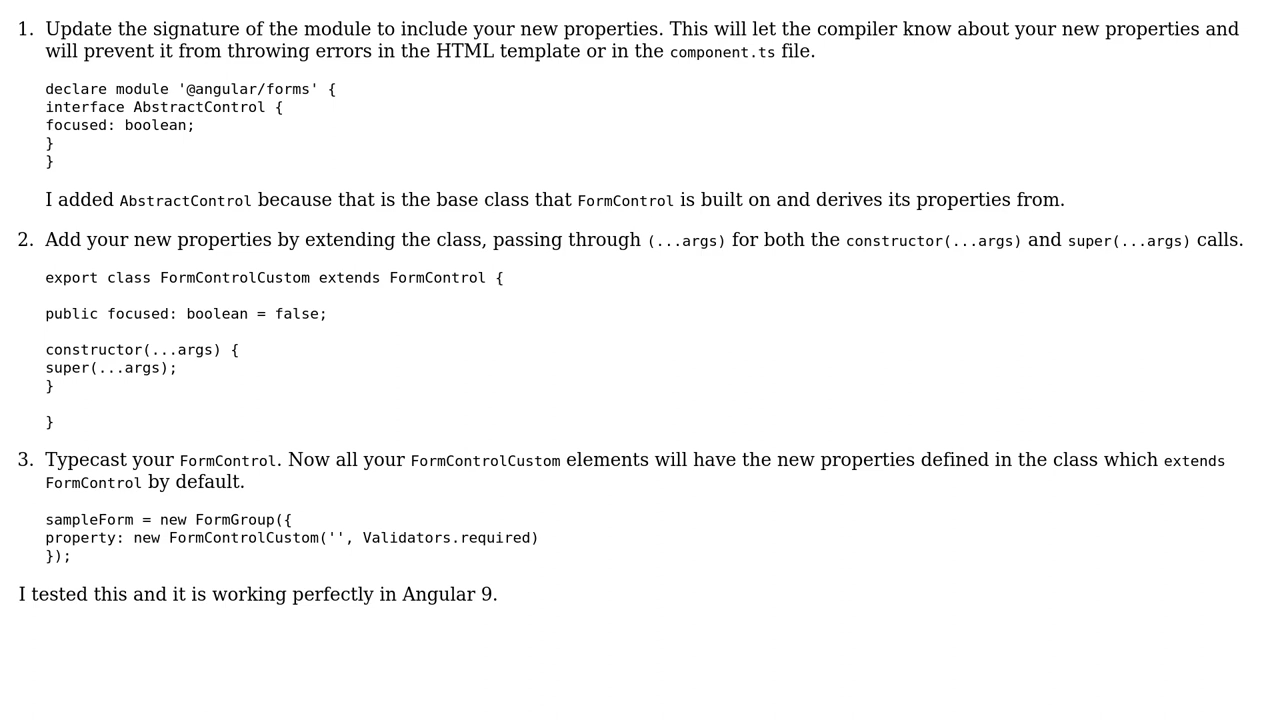 1. Update the signature of the module to include your new properties. This will let the compiler know about your new properties and
will prevent it from throwing errors in the HTML template or in the component.ts file.
declare module '@angular/forms' {
interface AbstractControl {
focused: boolean;
}
}
I added AbstractControl because that is the base class that FormControl is built on and derives its properties from.
2. Add your new properties by extending the class, passing through (...args) for both the constructor(...args) and super(...args) calls.
export class FormControlCustom extends FormControl {
public focused: boolean = false;
constructor(...args) {
super(...args);
}
}
3. Typecast your FormControl. Now all your FormControlCustom elements will have the new properties defined in the class which extends
FormControl by default.
sampleForm = new FormGroup({
property: new FormControlCustom('', Validators.required)
});
I tested this and it is working perfectly in Angular 9.